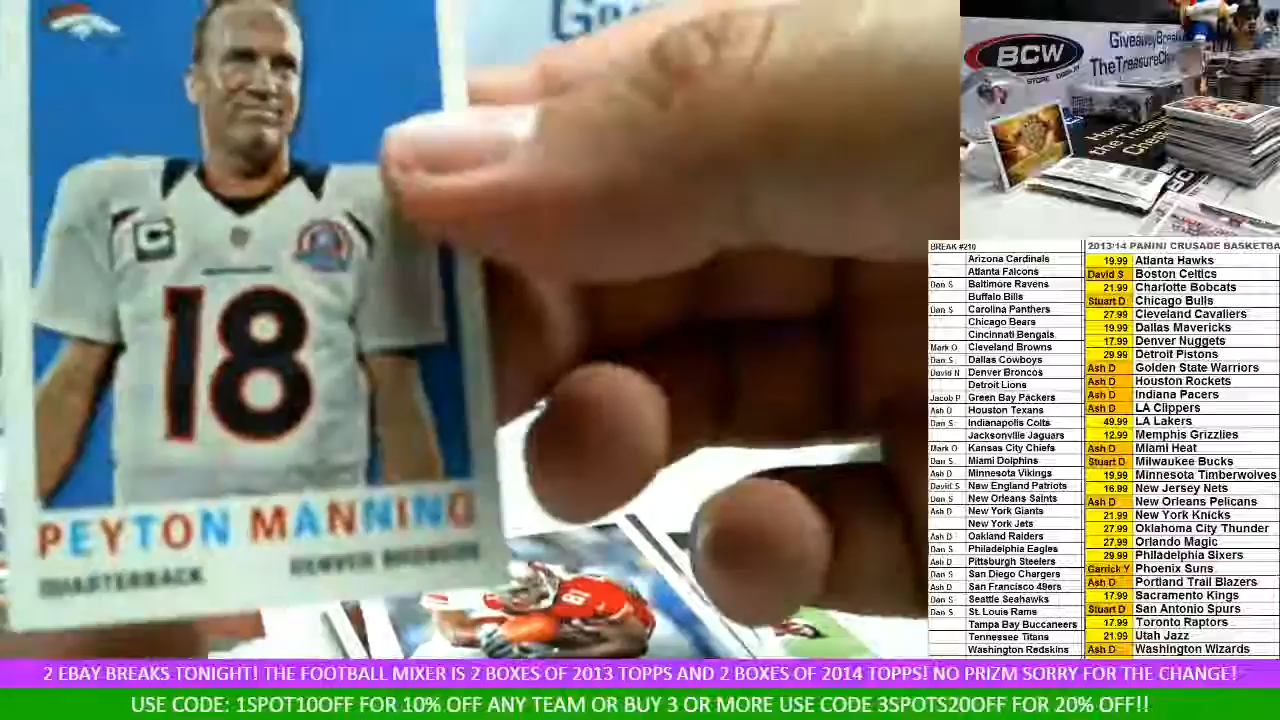 18
PEYTON MANNING
QUARTERBACK
DENVER BRONCOS
C
BCW
STORE DISPLAY
81
BREAK #210
Arizona Cardinals
Atlanta Falcons
Dan S Baltimore Ravens
Buffalo Bills
Dan S Carolina Panthers
Chicago Bears
Cincinnati Bengals
Mark O Cleveland Browns
Dan S Dallas Cowboys
David N Denver Broncos
Detroit Lions
Jacob P Green Bay Packers
Ash D Houston Texans
Dan S Indianapolis Colts
Jacksonville Jaguars
Mark O Kansas City Chiefs
Dan S Miami Dolphins
Ash D Minnesota Vikings
David S New England Patriots
Dan S New Orleans Saints
Ash D New York Giants
New York Jets
Ash D Oakland Raiders
Dan S Philadelphia Eagles
Ash D Pittsburgh Steelers
Dan S San Diego Chargers
Ash D San Francisco 49ers
Dan S Seattle Seahawks
Dan S St. Louis Rams
Tampa Bay Buccaneers
Tennessee Titans
Washington Redskins
2013/14 PANINI CRUSADE BASKETBA
19.99 Atlanta Hawks
David S Boston Celtics
21.99 Charlotte Bobcats
Stuart D Chicago Bulls
27.99 Cleveland Cavaliers
19.99 Dallas Mavericks
17.99 Denver Nuggets
29.99 Detroit Pistons
Ash D Golden State Warriors
Ash D Houston Rockets
Ash D Indiana Pacers
Ash D LA Clippers
49.99 LA Lakers
12.99 Memphis Grizzlies
Ash D Miami Heat
Stuart D Milwaukee Bucks
19.99 Minnesota Timberwolves
16.99 New Jersey Nets
Ash D New Orleans Pelicans
21.99 New York Knicks
27.99 Oklahoma City Thunder
27.99 Orlando Magic
29.99 Philadelphia Sixers
Garrick Y Phoenix Suns
Ash D Portland Trail Blazers
17.99 Sacramento Kings
Stuart D San Antonio Spurs
17.99 Toronto Raptors
21.99 Utah Jazz
Ash D Washington Wizards
2 EBAY BREAKS TONIGHT! THE FOOTBALL MIXER IS 2 BOXES OF 2013 TOPPS AND 2 BOXES OF 2014 TOPPS! NO PRIZM SORRY FOR THE CHANGE!
USE CODE: 1SPOT10OFF FOR 10% OFF ANY TEAM OR BUY 3 OR MORE USE CODE 3SPOTS20OFF FOR 20% OFF!!